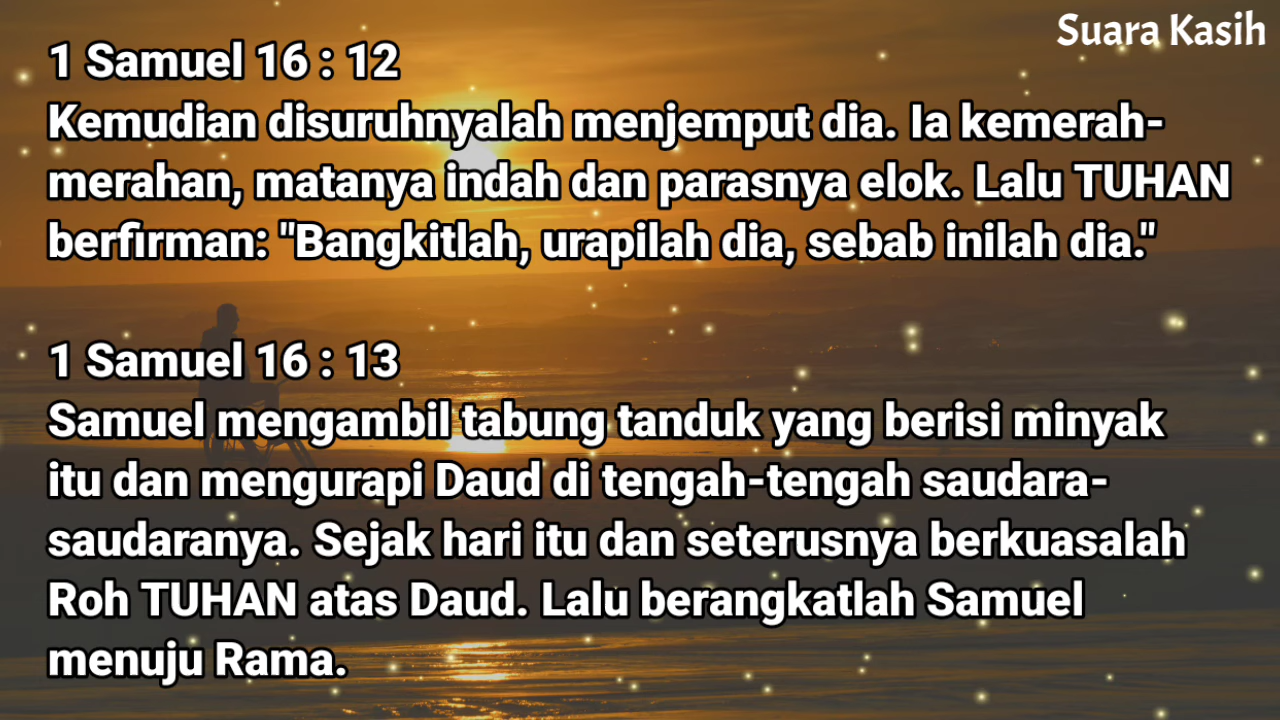 Suara Kasih
1 Samuel 16 : 12
Kemudian disuruhnyalah menjemput dia. Ia kemerah-
merahan, matanya indah dan parasnya elok. Lalu TUHAN
berfirman: "Bangkitlah, urapilah dia, sebab inilah dia."
1 Samuel 16 : 13
Samuel mengambil tabung tanduk yang berisi minyak
itu dan mengurapi Daud di tengah-tengah saudara-
saudaranya. Sejak hari itu dan seterusnya berkuasalah
Roh TUHAN atas Daud. Lalu berangkatlah Samuel
menuju Rama.